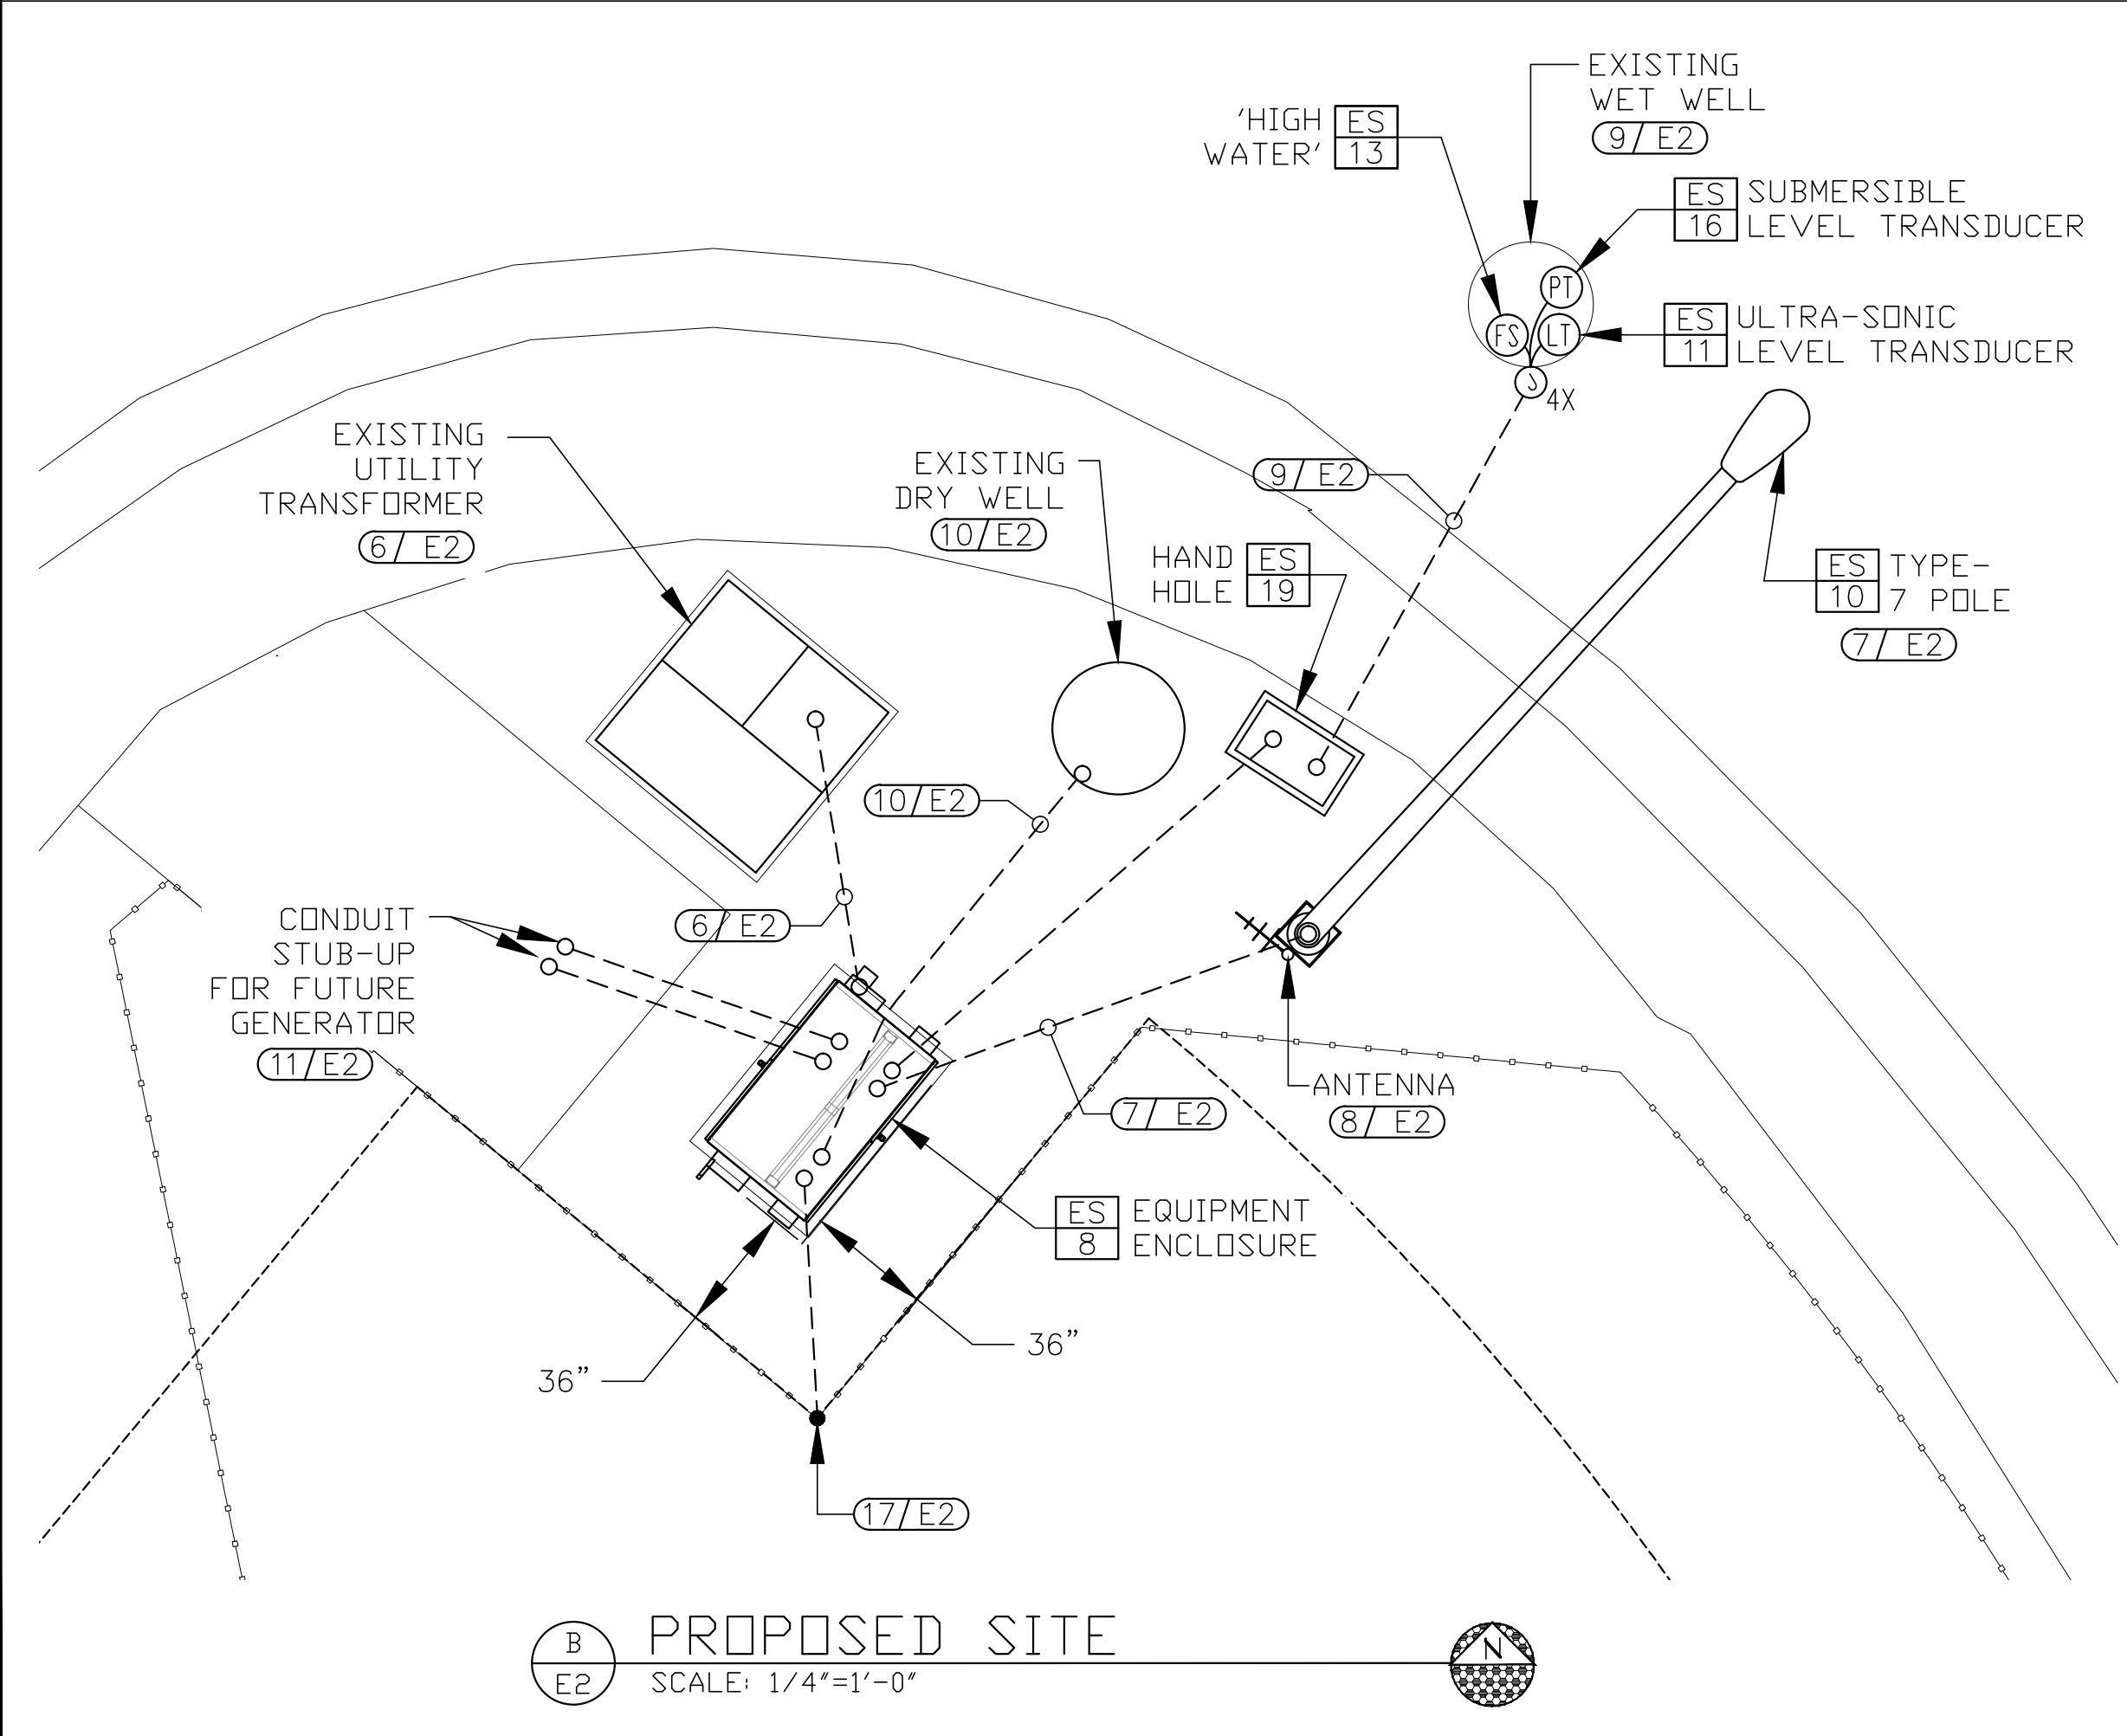 EXISTING
WET WELL
9/ E2
'HIGH
WATER'
ES
13
ES
16
SUBMERSIBLE
LEVEL TRANSDUCER
PT
FS
LT
ES
11
ULTRA-SONIC
LEVEL TRANSDUCER
J
4X
EXISTING
UTILITY
TRANSFORMER
6/ E2
EXISTING
DRY WELL
10/E2
9/E2
HAND
HOLE
ES
19
ES
10
TYPE-
7 POLE
7/ E2
10/E2
6/E2
CONDUIT
STUB-UP
FOR FUTURE
GENERATOR
11/E2
7/ E2
ANTENNA
8/ E2
ES
8
EQUIPMENT
ENCLOSURE
36"
36"
17/E2
B
E2
PROPOSED SITE
SCALE: 1/4"=1'-0"
N